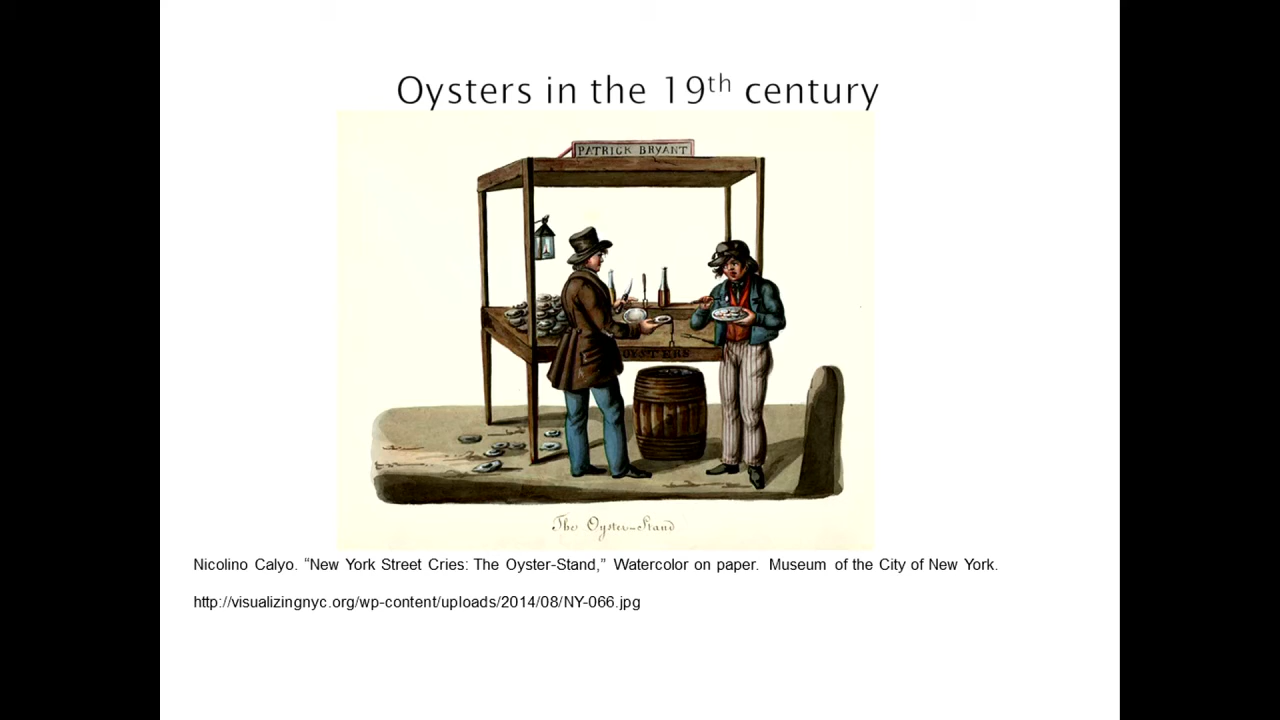 Oysters in the 19th century
PATRICK BRYANT
OYSTERS
The Oyster-Stand
Nicolino Calyo. “New York Street Cries: The Oyster-Stand,” Watercolor on paper. Museum of the City of New York.
http://visualizingnyc.org/wp-content/uploads/2014/08/NY-066.jpg